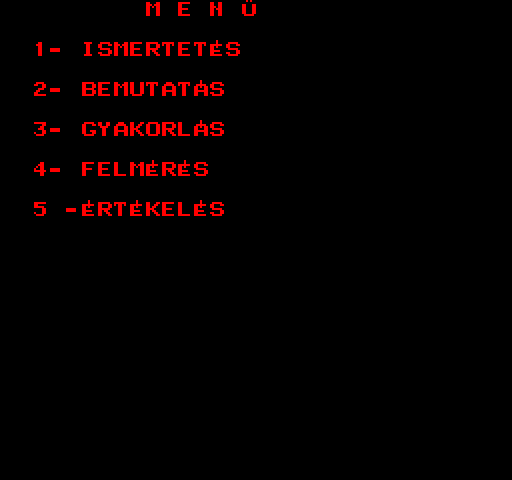 M E N Ü
1- ISMERTETÉS
2- BEMUTATÁS
3- GYAKORLÁS
4- FELMÉRÉS
5 -ÉRTÉKELÉS